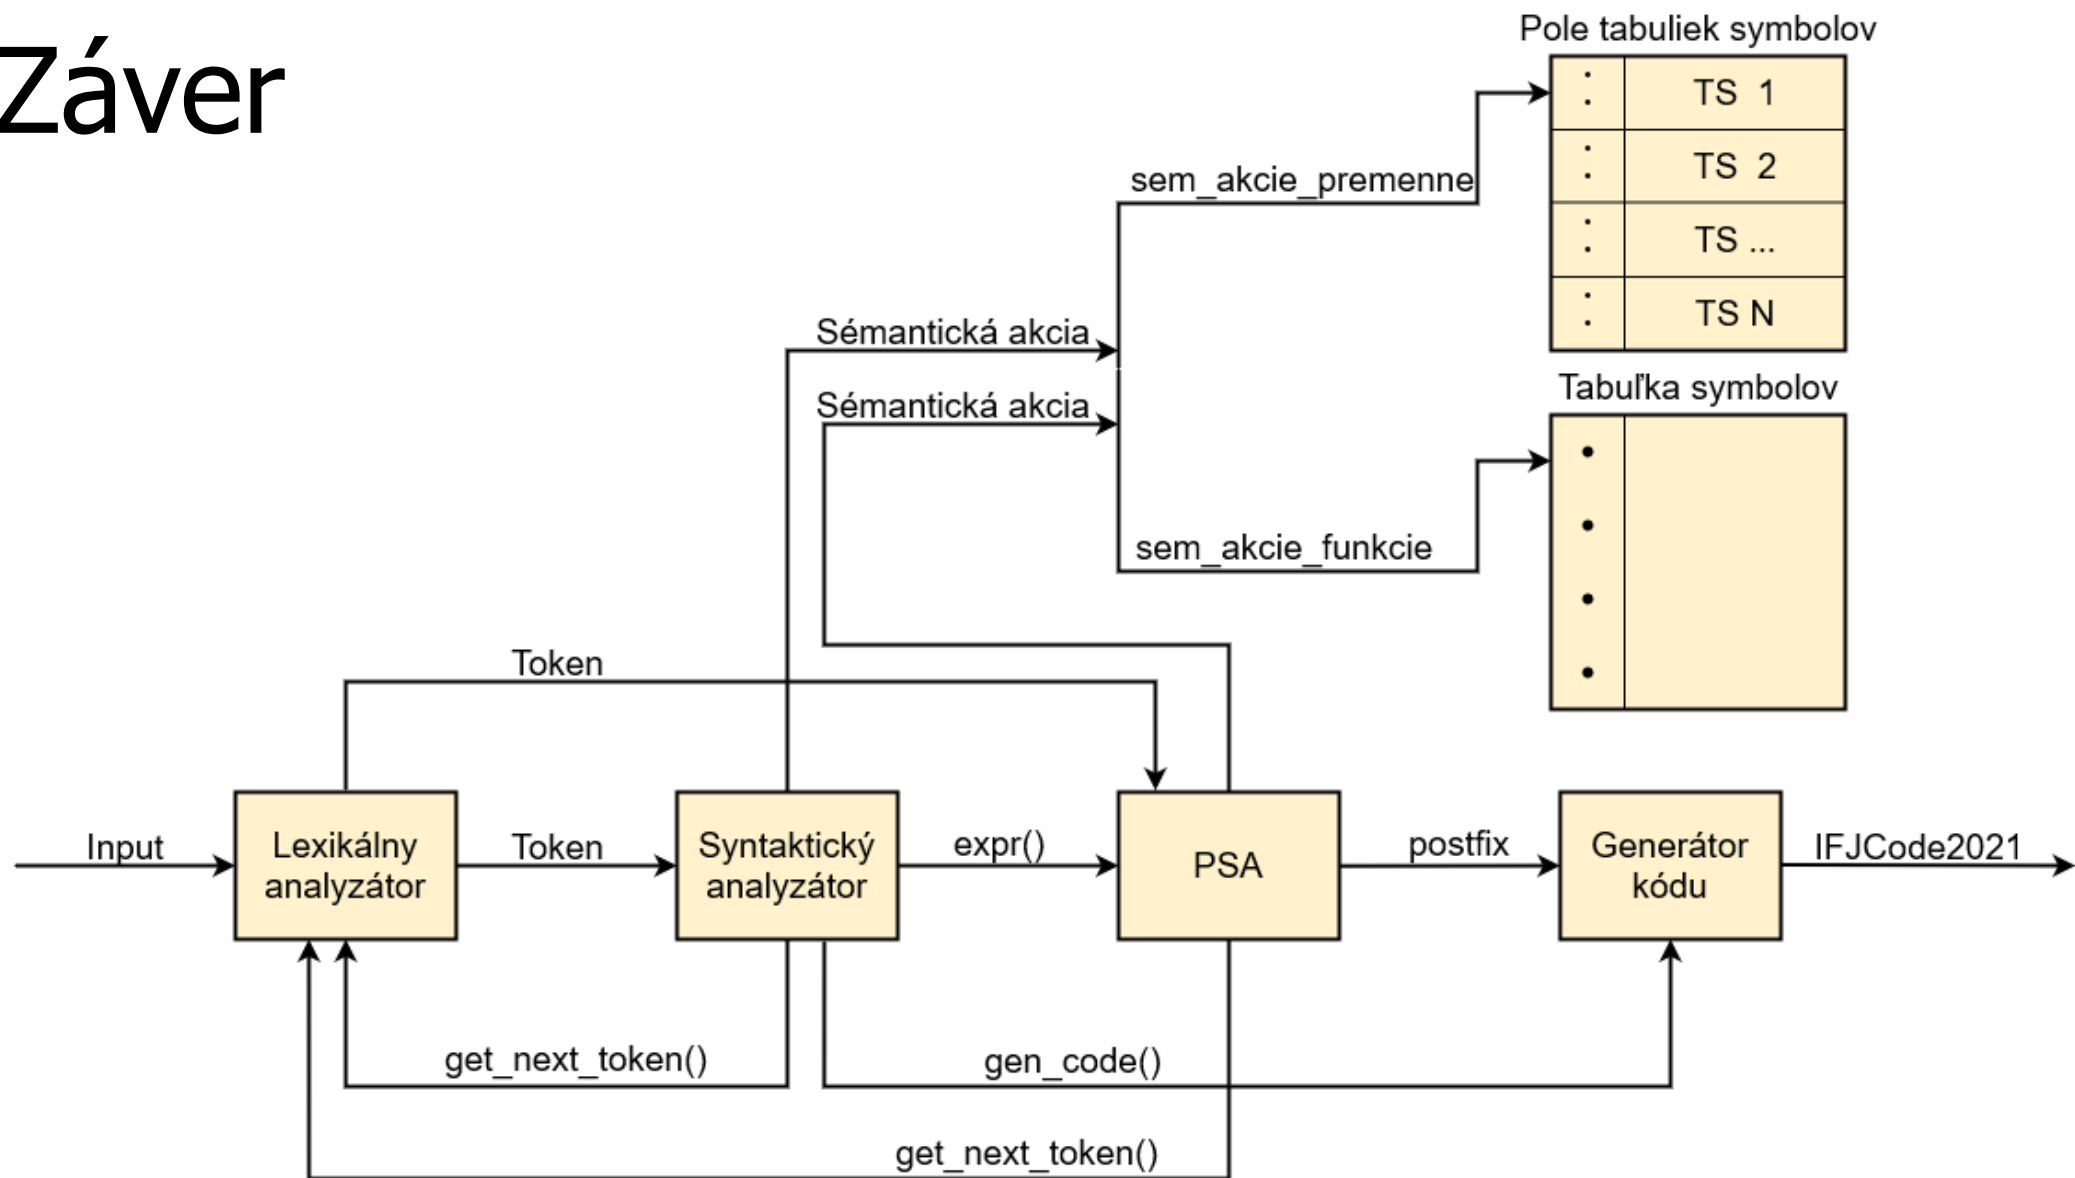 Záver
Pole tabuliek symbolov
TS 1
TS 2
TS ...
TS N
sem_akcie_premenne
Sémantická akcia
Sémantická akcia
Tabuľka symbolov
sem_akcie_funkcie
Token
Input
Lexikálny
analyzátor
Token
Syntaktický
analyzátor
expr()
PSA
postfix
Generátor
kódu
IFJCode2021
get_next_token()
gen_code()
get_next_token()